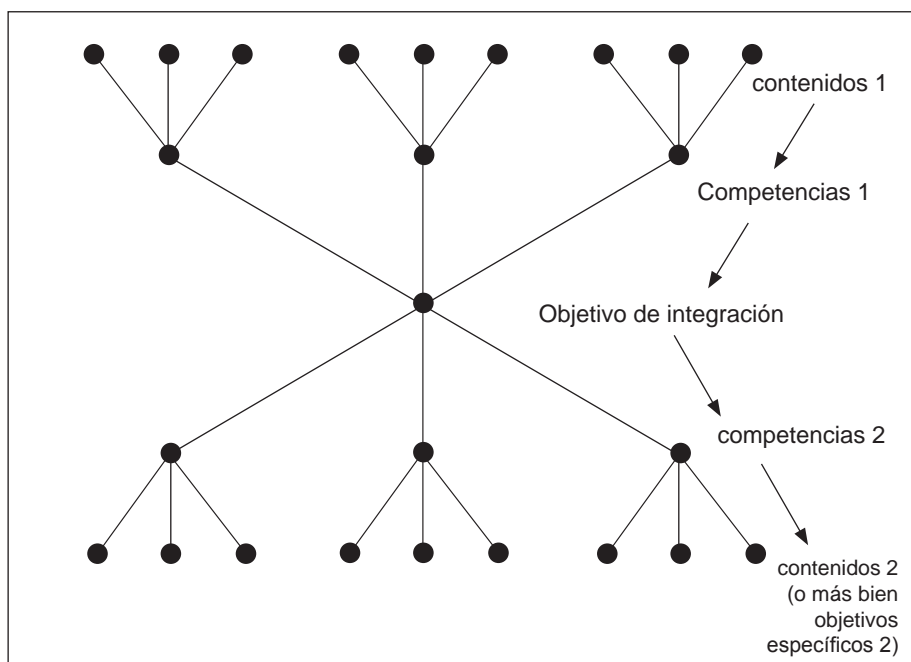 contenidos 1
Competencias 1
Objetivo de integración
competencias 2
contenidos 2
(o más bien
objetivos
específicos 2)